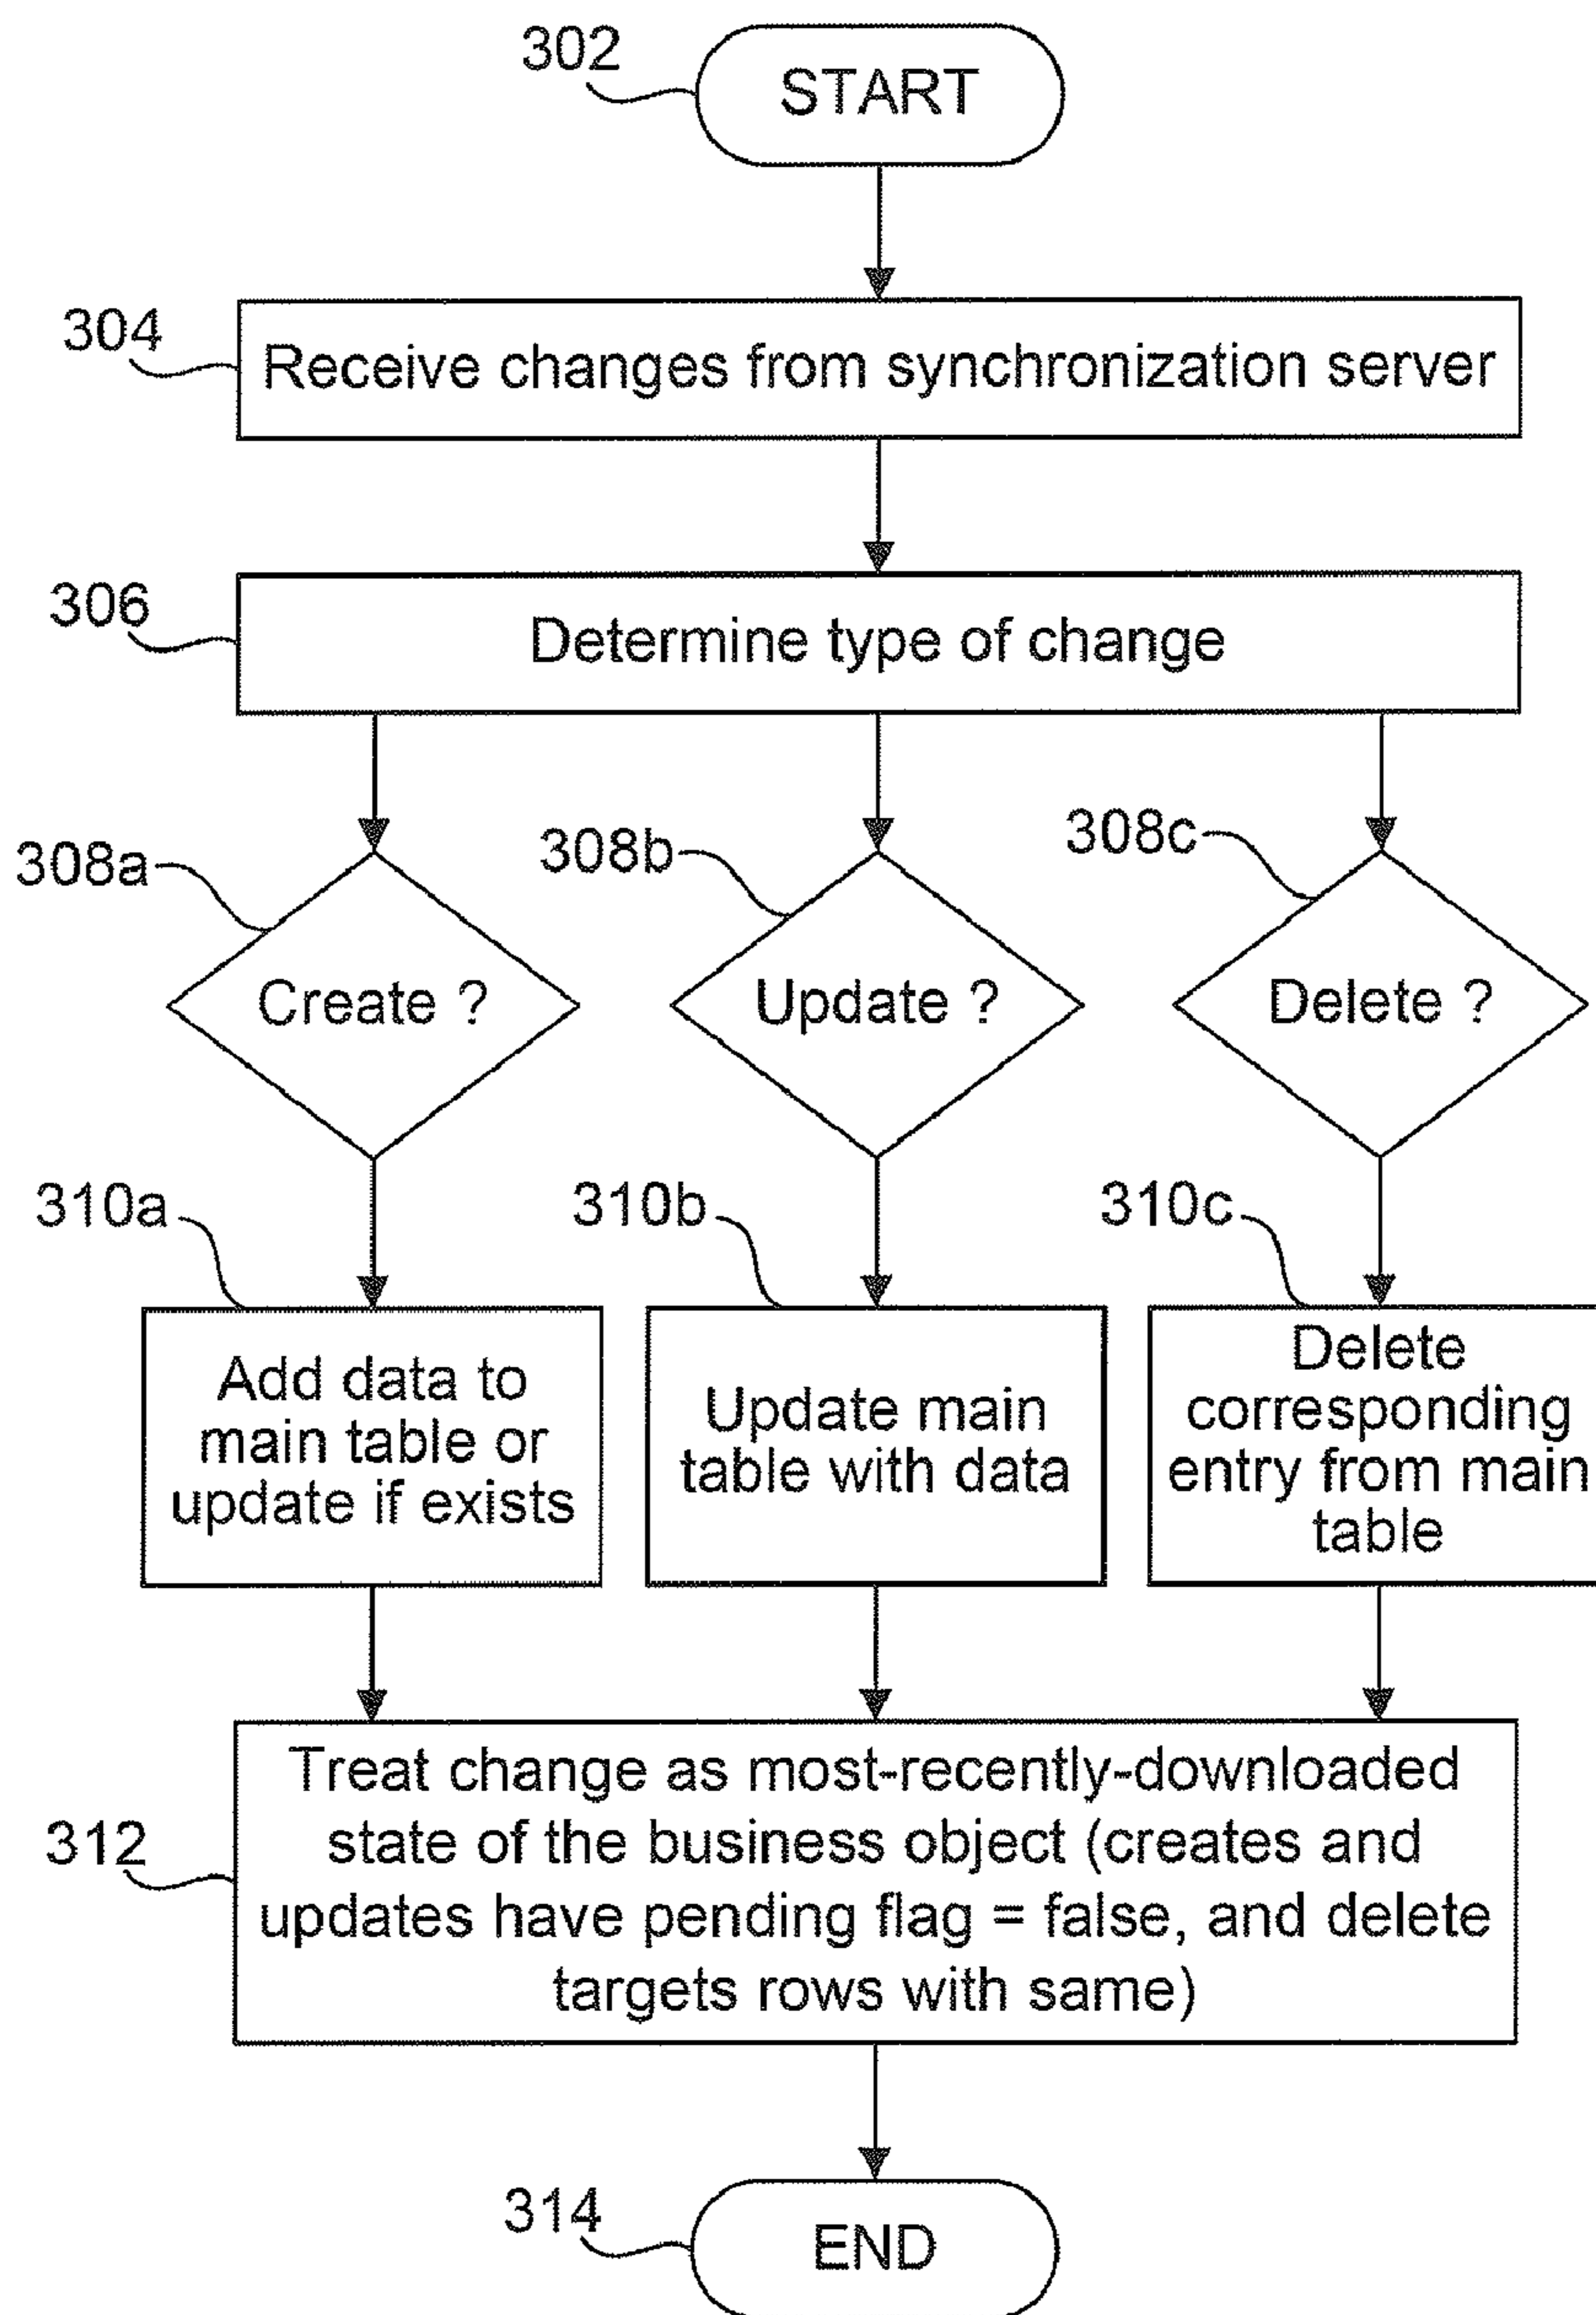 302
START
304
Receive changes from synchronization server
306
Determine type of change
308a
308b
308c
Create ?
Update ?
Delete ?
310a
310b
310c
Add data to
main table or
update if exists
Update main
table with data
Delete
corresponding
entry from main
table
312
Treat change as most-recently-downloaded
state of the business object (creates and
updates have pending flag = false, and delete
targets rows with same)
314
END